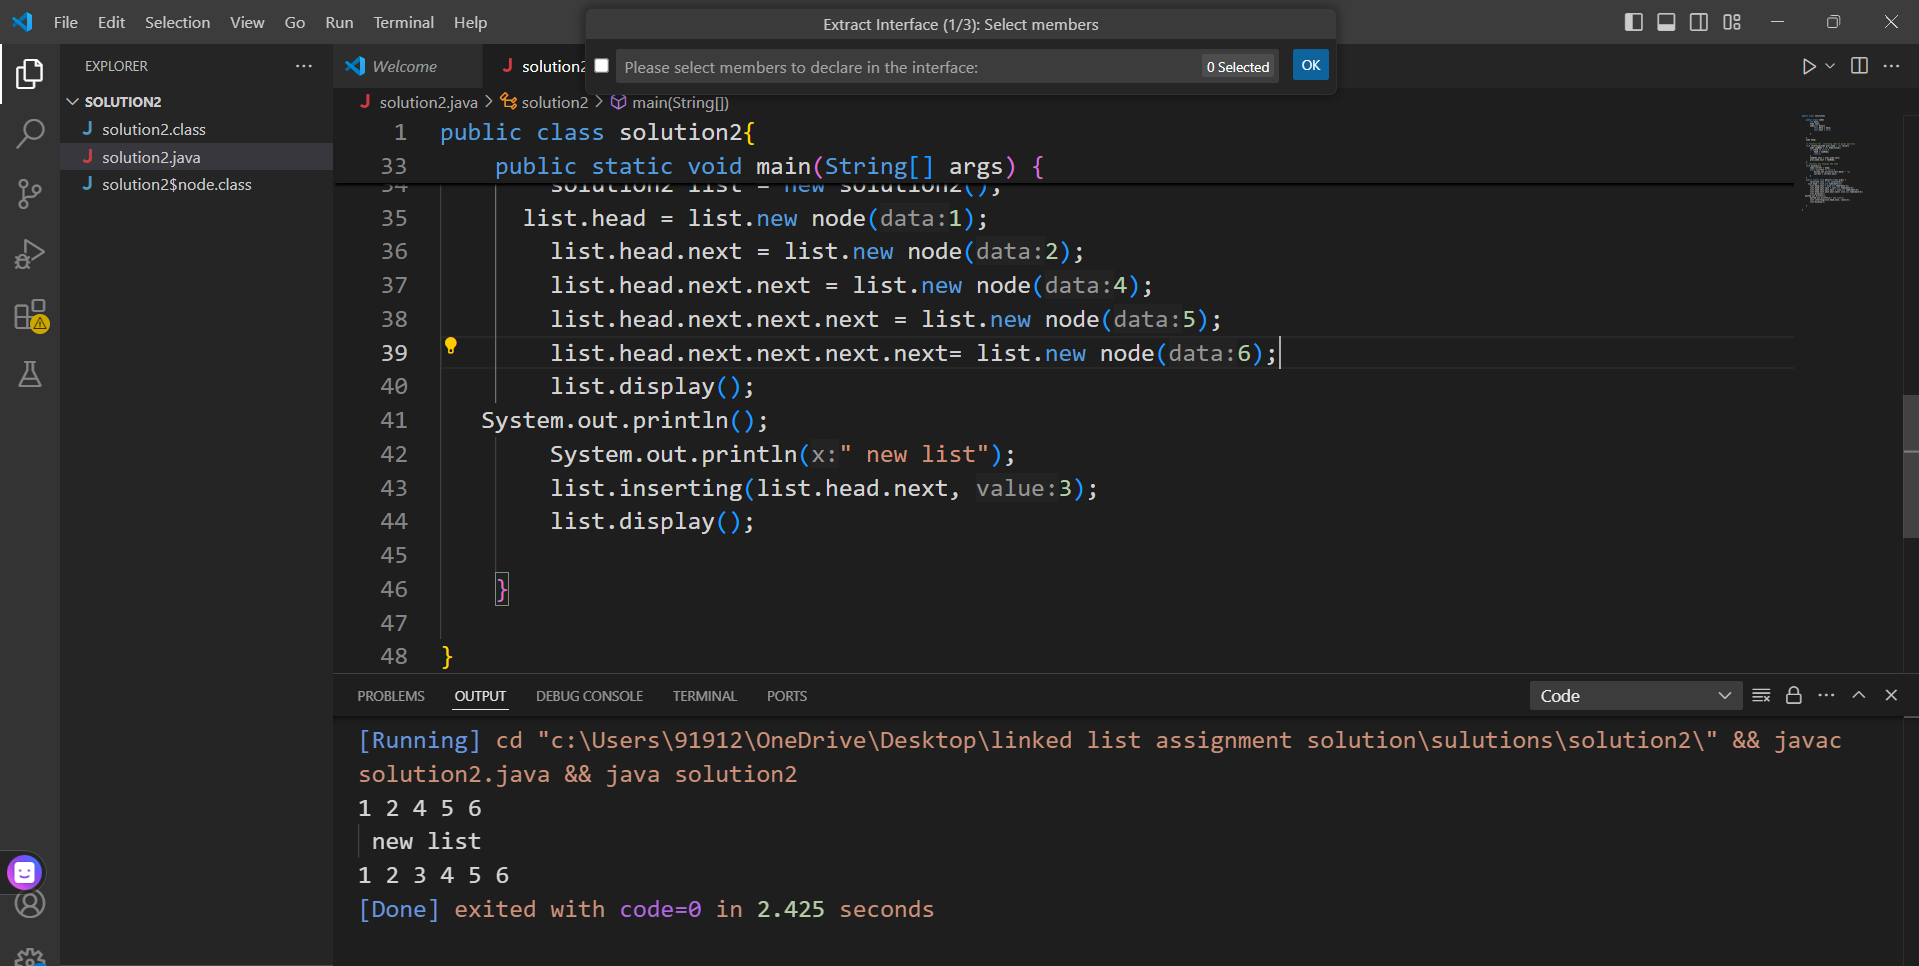 File Edit Selection View Go Run Terminal Help
Extract Interface (1/3): Select members
Please select members to declare in the interface: 0 Selected OK
EXPLORER
SOLUTION2
solution2.class
solution2.java
solution2$node.class
Welcome
solution2
solution2.java > solution2 > main(String[])
1 public class solution2{
33 public static void main(String[] args) {
34 solution2 list = new solution2();
35 list.head = list.new node(data:1);
36 list.head.next = list.new node(data:2);
37 list.head.next.next = list.new node(data:4);
38 list.head.next.next.next = list.new node(data:5);
39 list.head.next.next.next.next= list.new node(data:6);
40 list.display();
41 System.out.println();
42 System.out.println(x:" new list");
43 list.inserting(list.head.next, value:3);
44 list.display();
45
46 }
47
48 }
PROBLEMS OUTPUT DEBUG CONSOLE TERMINAL PORTS
Code
[Running] cd "c:\Users\91912\OneDrive\Desktop\linked list assignment solution\sulutions\solution2\" && javac
solution2.java && java solution2
1 2 4 5 6
new list
1 2 3 4 5 6
[Done] exited with code=0 in 2.425 seconds